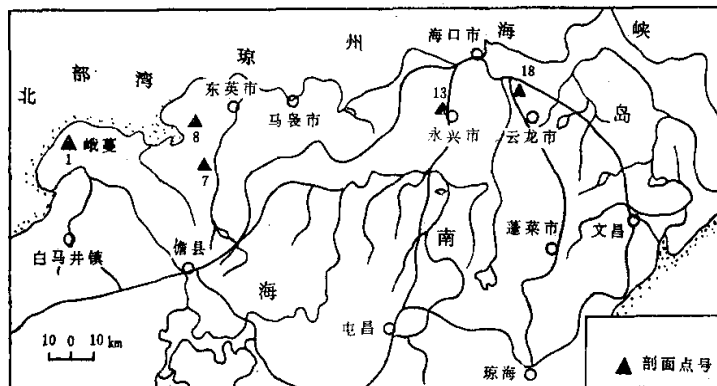 琼州海峡
北部湾
海口市
18
东英市
13
马袅市
8
1
峨蔓
永兴市
云龙市
7
海南岛
蓬莱市
文昌
白马井镇
儋县
屯昌
10 0 10 km
琼海
▲ 剖面点号